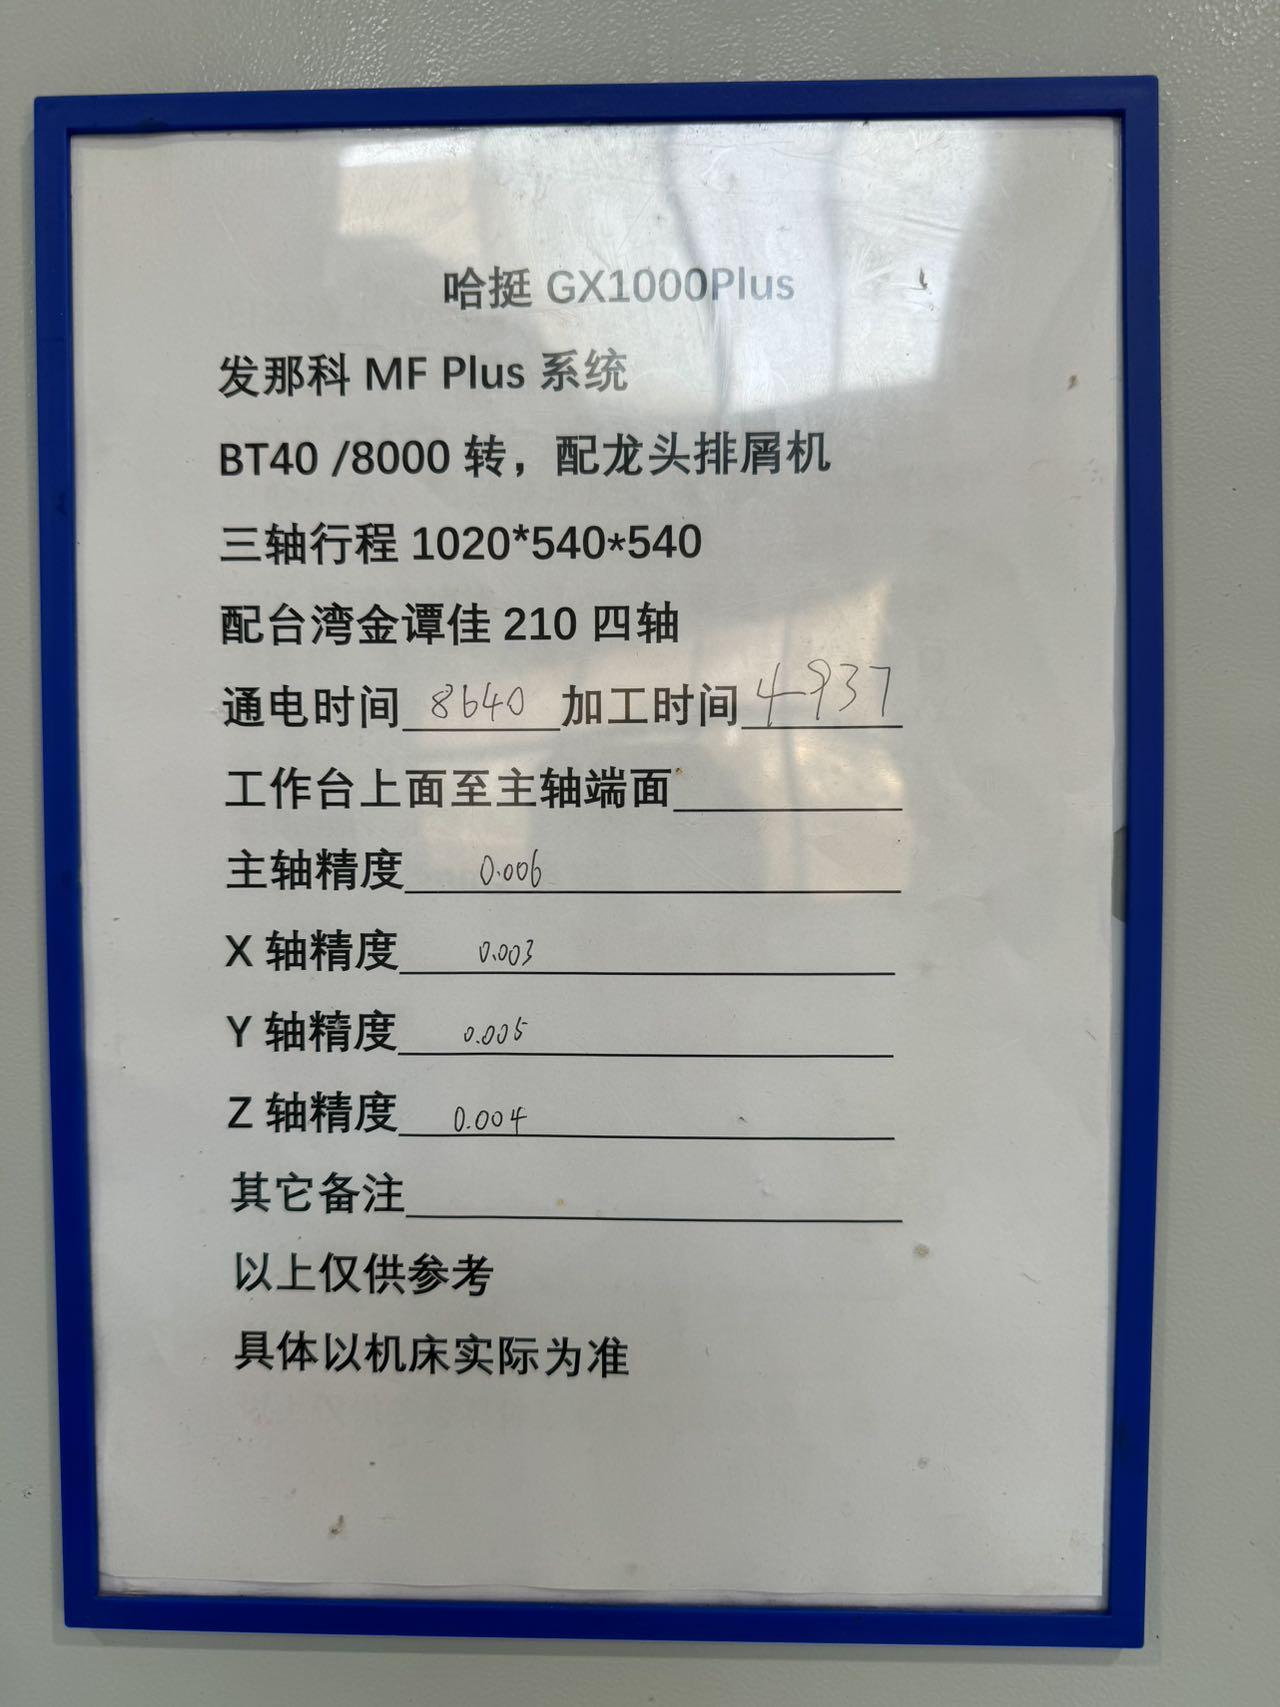 哈挺 GX1000Plus
发那科 MF Plus 系统
BT40 /8000 转，配龙头排屑机
三轴行程 1020*540*540
配台湾金谭佳 210 四轴
通电时间 8640 加工时间 4937
工作台上面至主轴端面
主轴精度 0.006
X 轴精度 0.003
Y 轴精度 0.005
Z 轴精度 0.004
其它备注
以上仅供参考
具体以机床实际为准